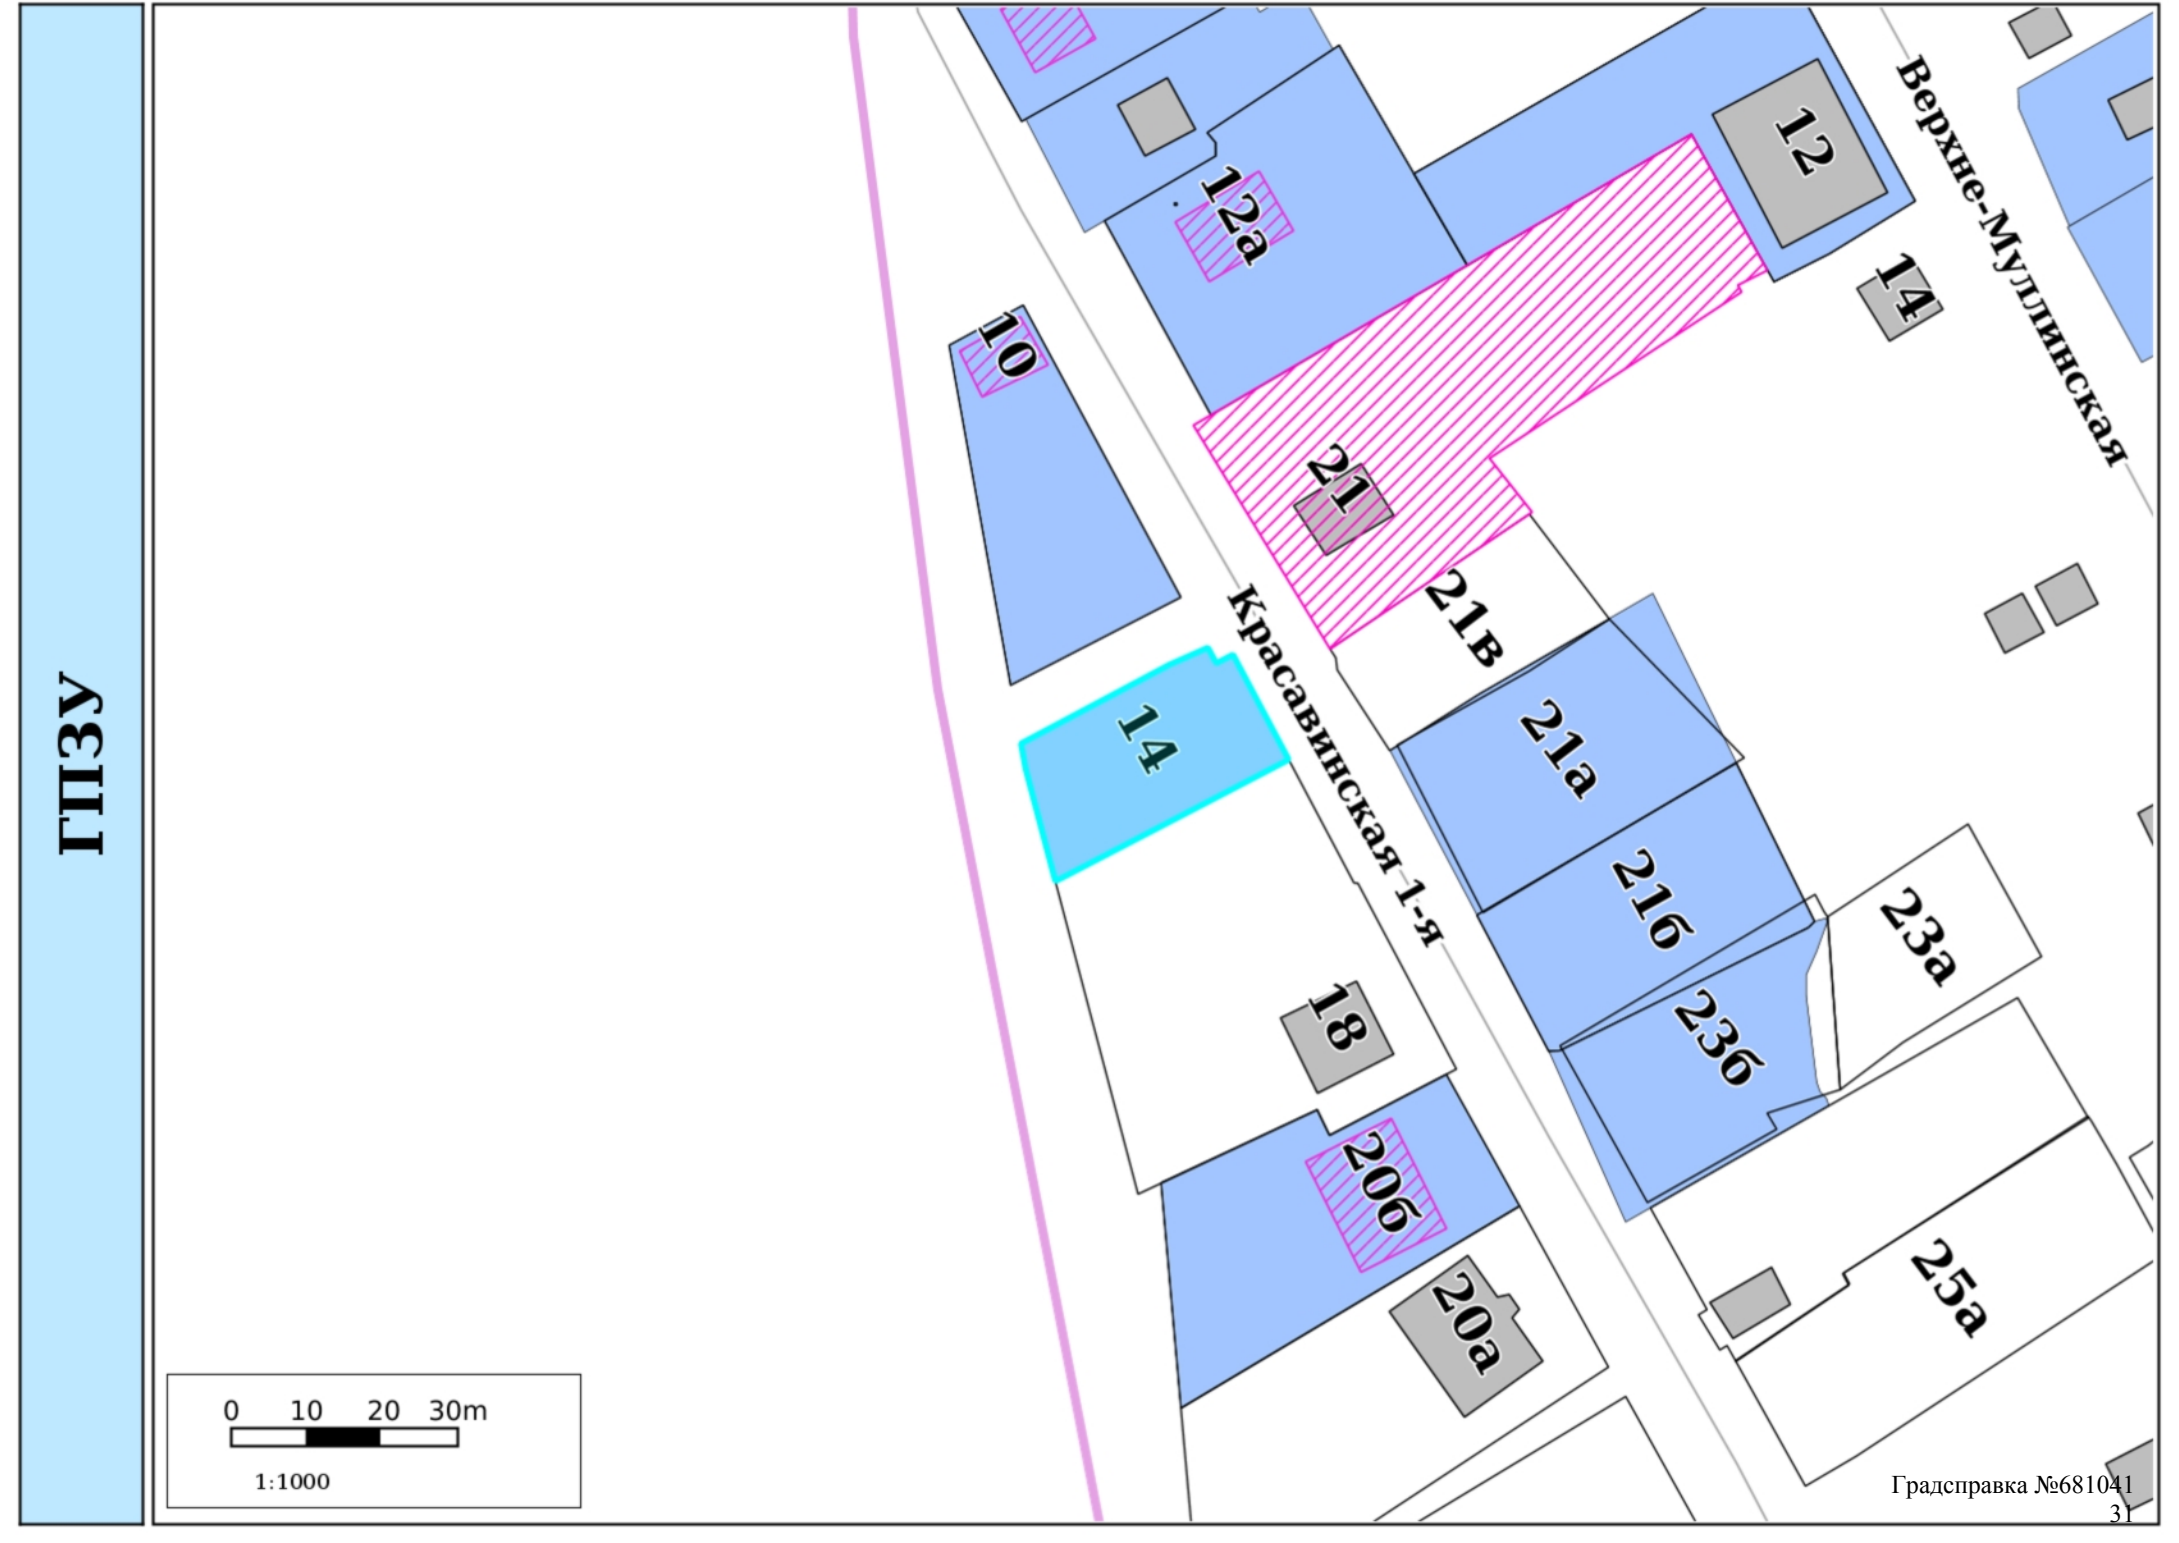 ГПЗУ
Верхне-Муллинская
12
12а
14
10
21
21в
Красавинская 1-я
14
21а
21б
23а
23б
18
20б
20а
25а
0 10 20 30m
1:1000
Градсправка №681041
31